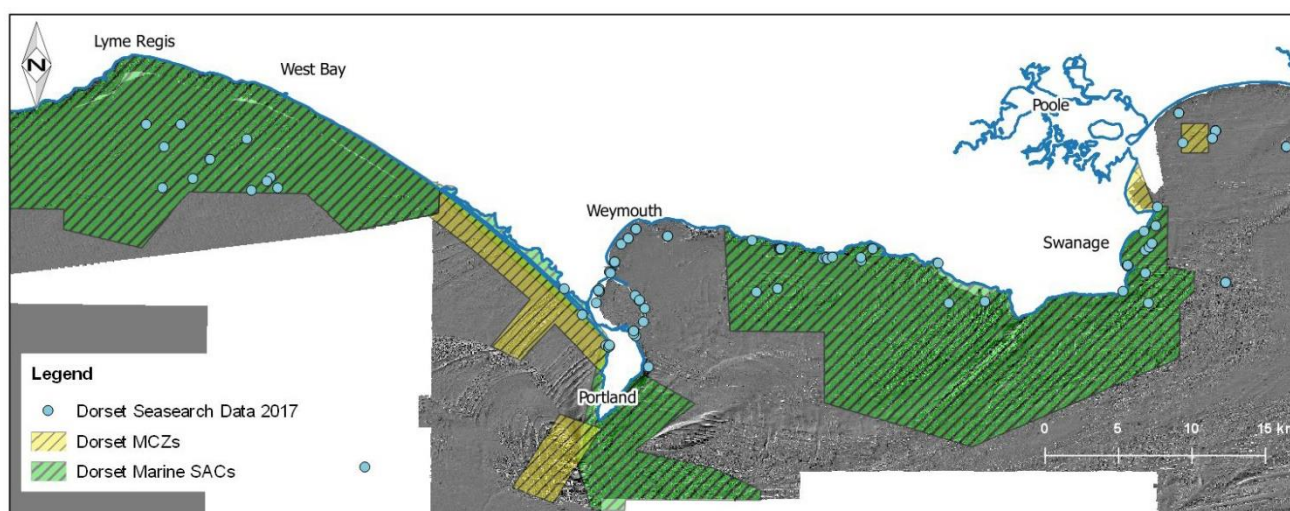 Lyme Regis
West Bay
Poole
Weymouth
Swanage
Portland
N
Legend
Dorset Seasearch Data 2017
Dorset MCZs
Dorset Marine SACs
0 5 10 15 km